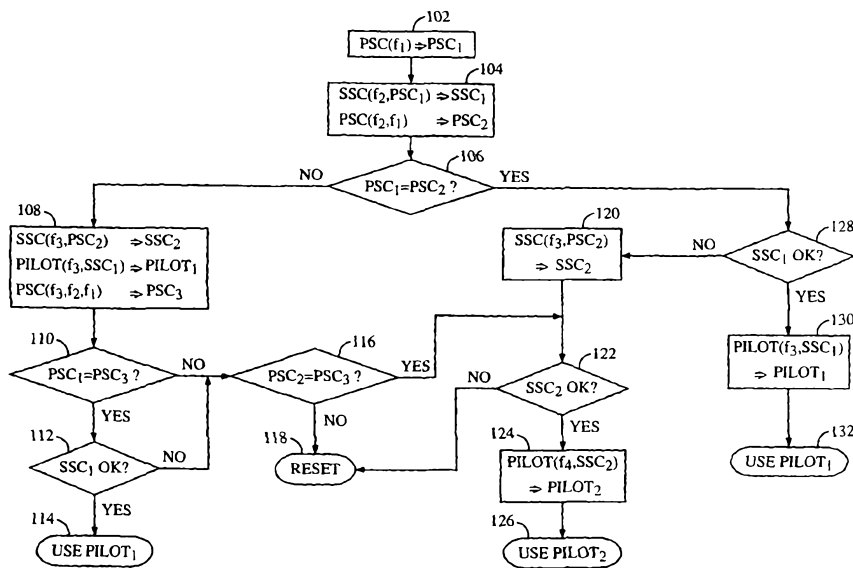 102
PSC(f₁)⇒PSC₁
104
SSC(f₂,PSC₁) ⇒SSC₁
PSC(f₂,f₁) ⇒PSC₂
106
NO
PSC₁=PSC₂ ?
YES
108
SSC(f₃,PSC₂) ⇒SSC₂
PILOT(f₃,SSC₁)⇒PILOT₁
PSC(f₃,f₂,f₁) ⇒PSC₃
120
SSC(f₃,PSC₂)
⇒ SSC₂
NO
128
SSC₁ OK?
YES
110
PSC₁=PSC₃ ?
NO
YES
116
PSC₂=PSC₃ ?
YES
NO
122
NO
SSC₂ OK?
YES
130
PILOT(f₃,SSC₁)
⇒ PILOT₁
112
SSC₁ OK?
NO
YES
118
RESET
124
PILOT(f₄,SSC₂)
⇒ PILOT₂
132
USE PILOT₁
114
USE PILOT₁
126
USE PILOT₂